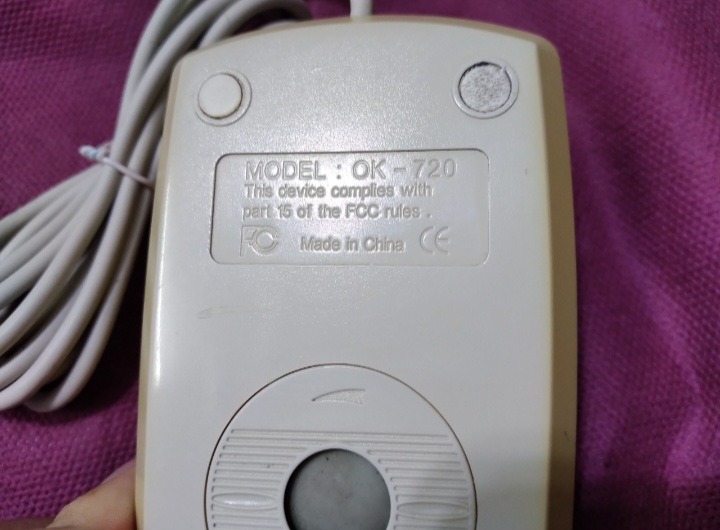 MODEL : OK - 720
This device complies with
part 15 of the FCC rules .
FC Made in China CE